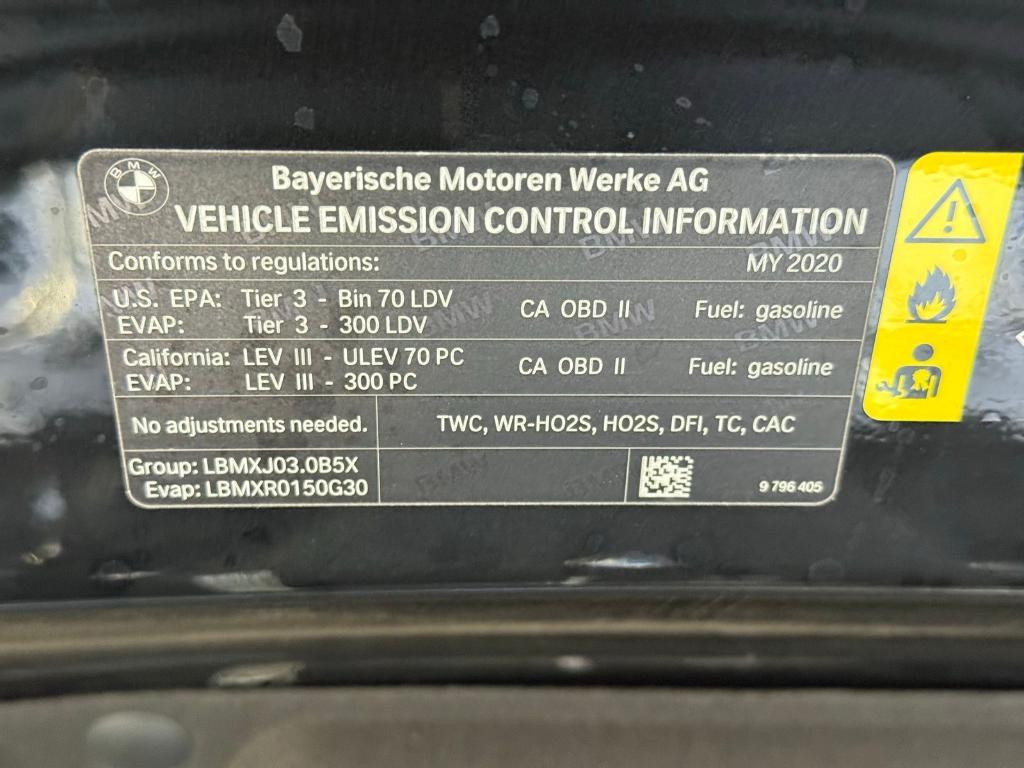 BMW
Bayerische Motoren Werke AG
VEHICLE EMISSION CONTROL INFORMATION
Conforms to regulations: MY 2020
U.S. EPA: Tier 3 - Bin 70 LDV CA OBD II Fuel: gasoline
EVAP: Tier 3 - 300 LDV
California: LEV III - ULEV 70 PC CA OBD II Fuel: gasoline
EVAP: LEV III - 300 PC
No adjustments needed. TWC, WR-HO2S, HO2S, DFI, TC, CAC
Group: LBMXJ03.0B5X
Evap: LBMXR0150G30 9 796 405